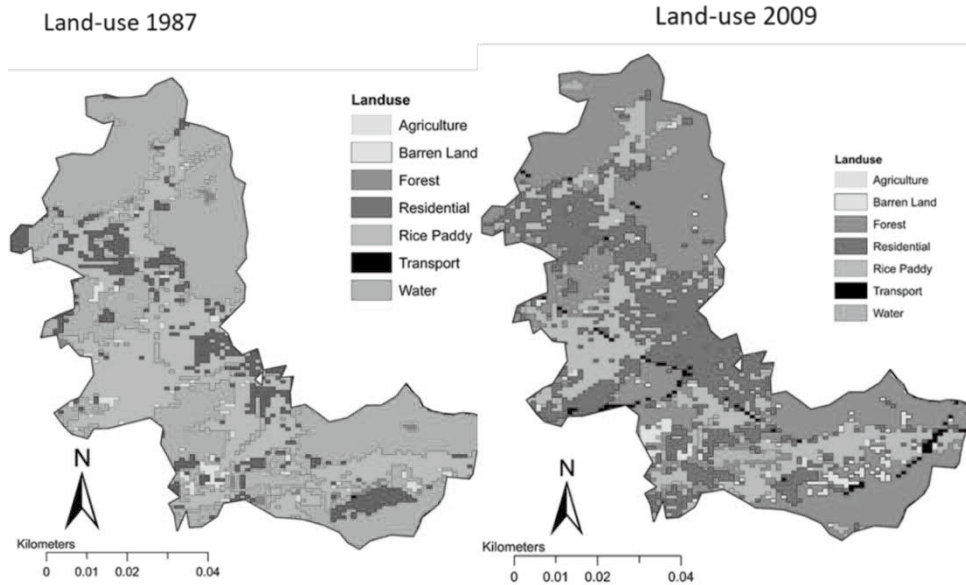 Land-use 1987
Landuse
Agriculture
Barren Land
Forest
Residential
Rice Paddy
Transport
Water
N
Kilometers
0 0.01 0.02 0.04
Land-use 2009
Landuse
Agriculture
Barren Land
Forest
Residential
Rice Paddy
Transport
Water
N
Kilometers
0 0.01 0.02 0.04